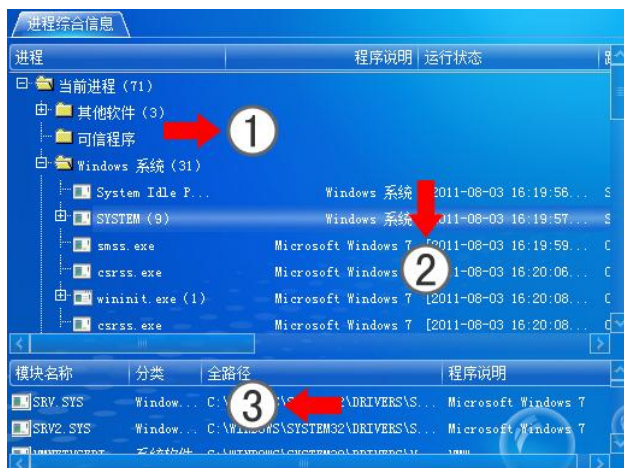 进程综合信息
进程 程序说明 运行状态
当前进程 (71)
其他软件 (3)
可信程序
1
Windows 系统 (31)
System Idle P... Windows 系统 2011-08-03 16:19:56...
SYSTEM (9) Windows 系统 2011-08-03 16:19:57...
smss.exe Microsoft Windows 7 [2011-08-03 16:19:59...
2
csrss.exe Microsoft Windows 1-08-03 16:20:06...
wininit.exe (1) Microsoft Windows 7 [2011-08-03 16:20:08...
csrss.exe Microsoft Windows 7 [2011-08-03 16:20:08...
模块名称 分类 全路径 程序说明
SRV.SYS Window... C:\ \DRIVERS\S... Microsoft Windows 7
3
SRV2.SYS Window... C:\WINDOWS\SYSTEM32\DRIVERS\S... Microsoft Windows 7